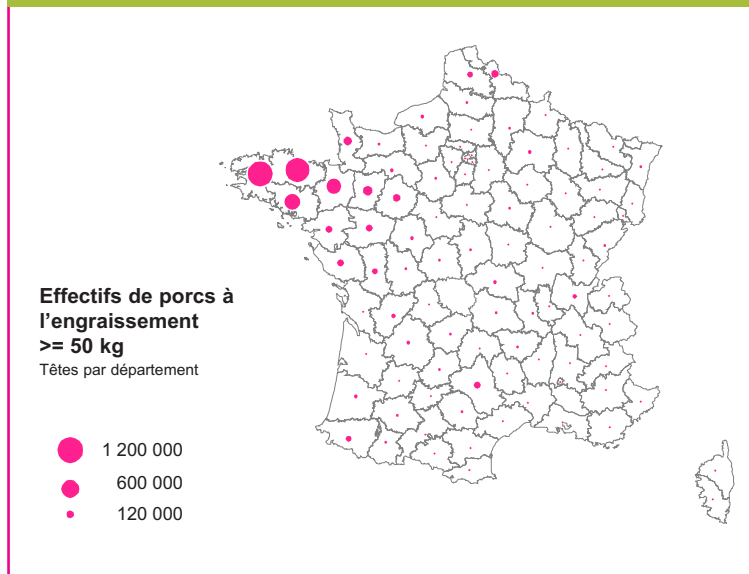 Effectifs de porcs à
l’engraissement
>= 50 kg
Têtes par département
1 200 000
600 000
120 000